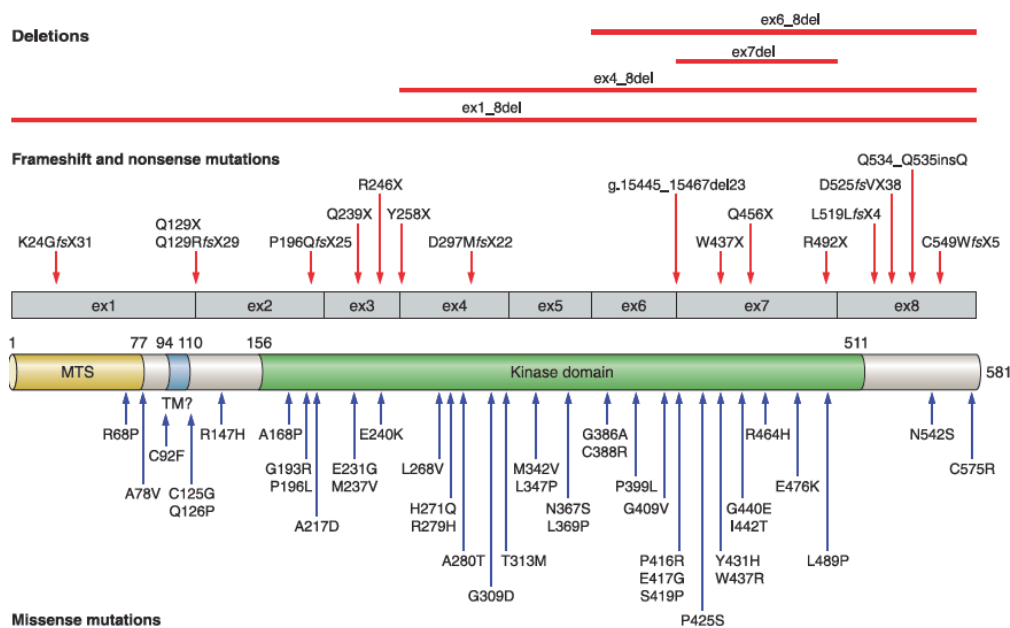 Deletions
ex6_8del
ex7del
ex4_8del
ex1_8del
Frameshift and nonsense mutations
Q534_Q535insQ
R246X
g.15445_15467del23
D525fsVX38
Q129X
Q239X
Y258X
Q456X
L519LfsX4
K24GfsX31
Q129RfsX29
P196QfsX25
D297MfsX22
W437X
R492X
C549WfsX5
ex1
ex2
ex3
ex4
ex5
ex6
ex7
ex8
1
77
94
110
156
511
MTS
Kinase domain
581
TM?
R68P
C92F
R147H
A168P
E240K
G386A
C388R
R464H
N542S
A78V
C125G
Q126P
G193R
P196L
E231G
M237V
L268V
M342V
L347P
P399L
E476K
C575R
A217D
H271Q
R279H
N367S
L369P
G409V
G440E
I442T
A280T
T313M
P416R
E417G
S419P
Y431H
W437R
L489P
G309D
P425S
Missense mutations